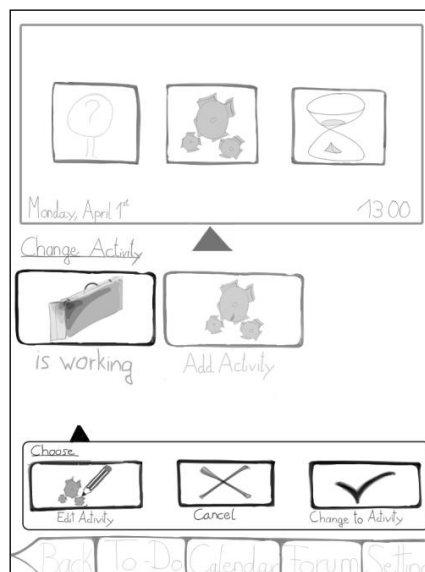 ?
Monday, April 1st 13:00
Change Activity
is working Add Activity
Choose
Edit Activity Cancel Change to Activity
Back To-Do Calendar Forum Settin